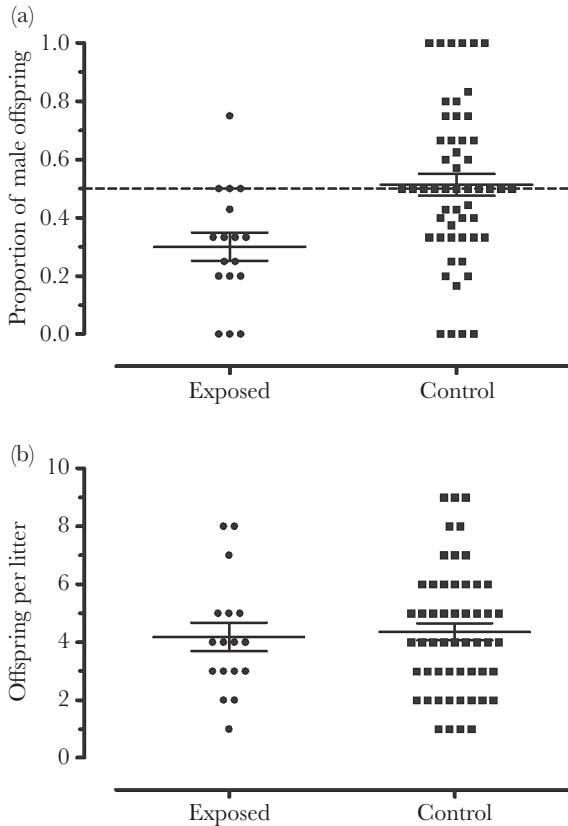 (a)
Proportion of male offspring
1.0
0.8
0.6
0.4
0.2
0.0
Exposed
Control
(b)
Offspring per litter
10
8
6
4
2
0
Exposed
Control